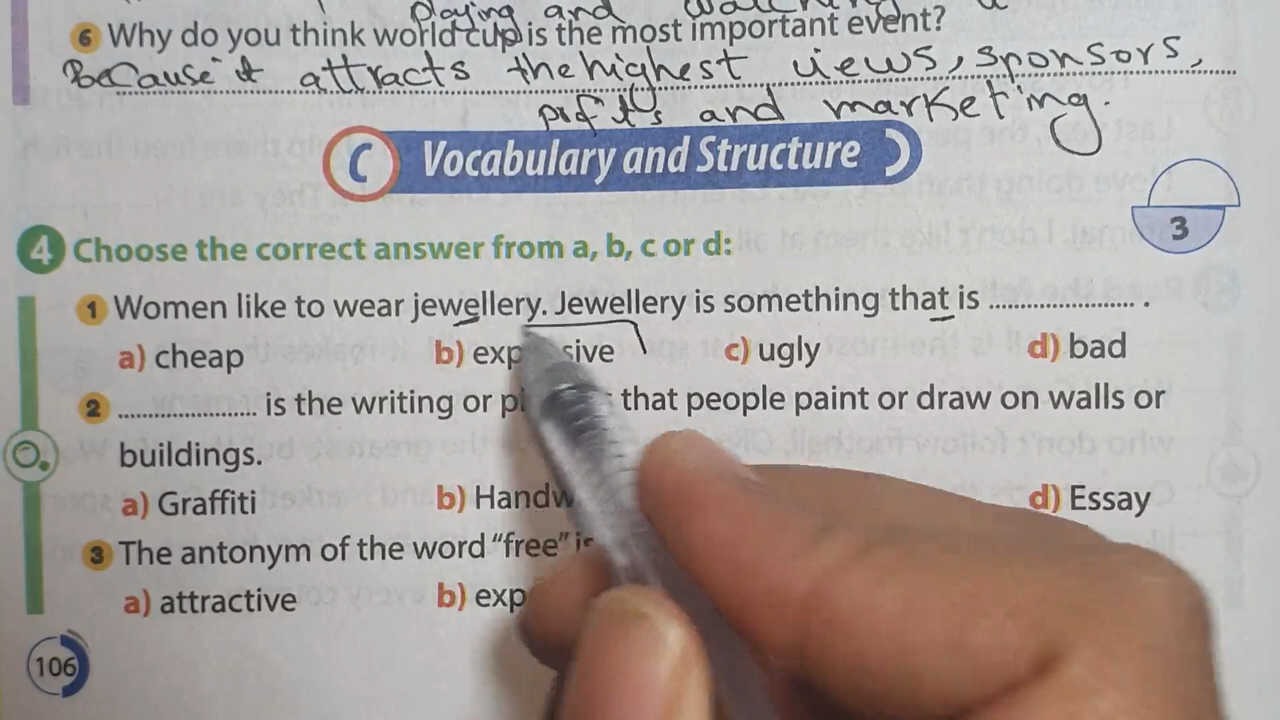 playing and
6 Why do you think world cup is the most important event?
Because it attracts the highest views, sponsors,
and marketing.
C Vocabulary and Structure
3
4 Choose the correct answer from a, b, c or d:
1 Women like to wear jewellery. Jewellery is something that is .................... .
a) cheap b) exp sive c) ugly d) bad
2 .................... is the writing or that people paint or draw on walls or
buildings.
a) Graffiti b) Handw d) Essay
3 The antonym of the word “free” is
a) attractive b) exp
106